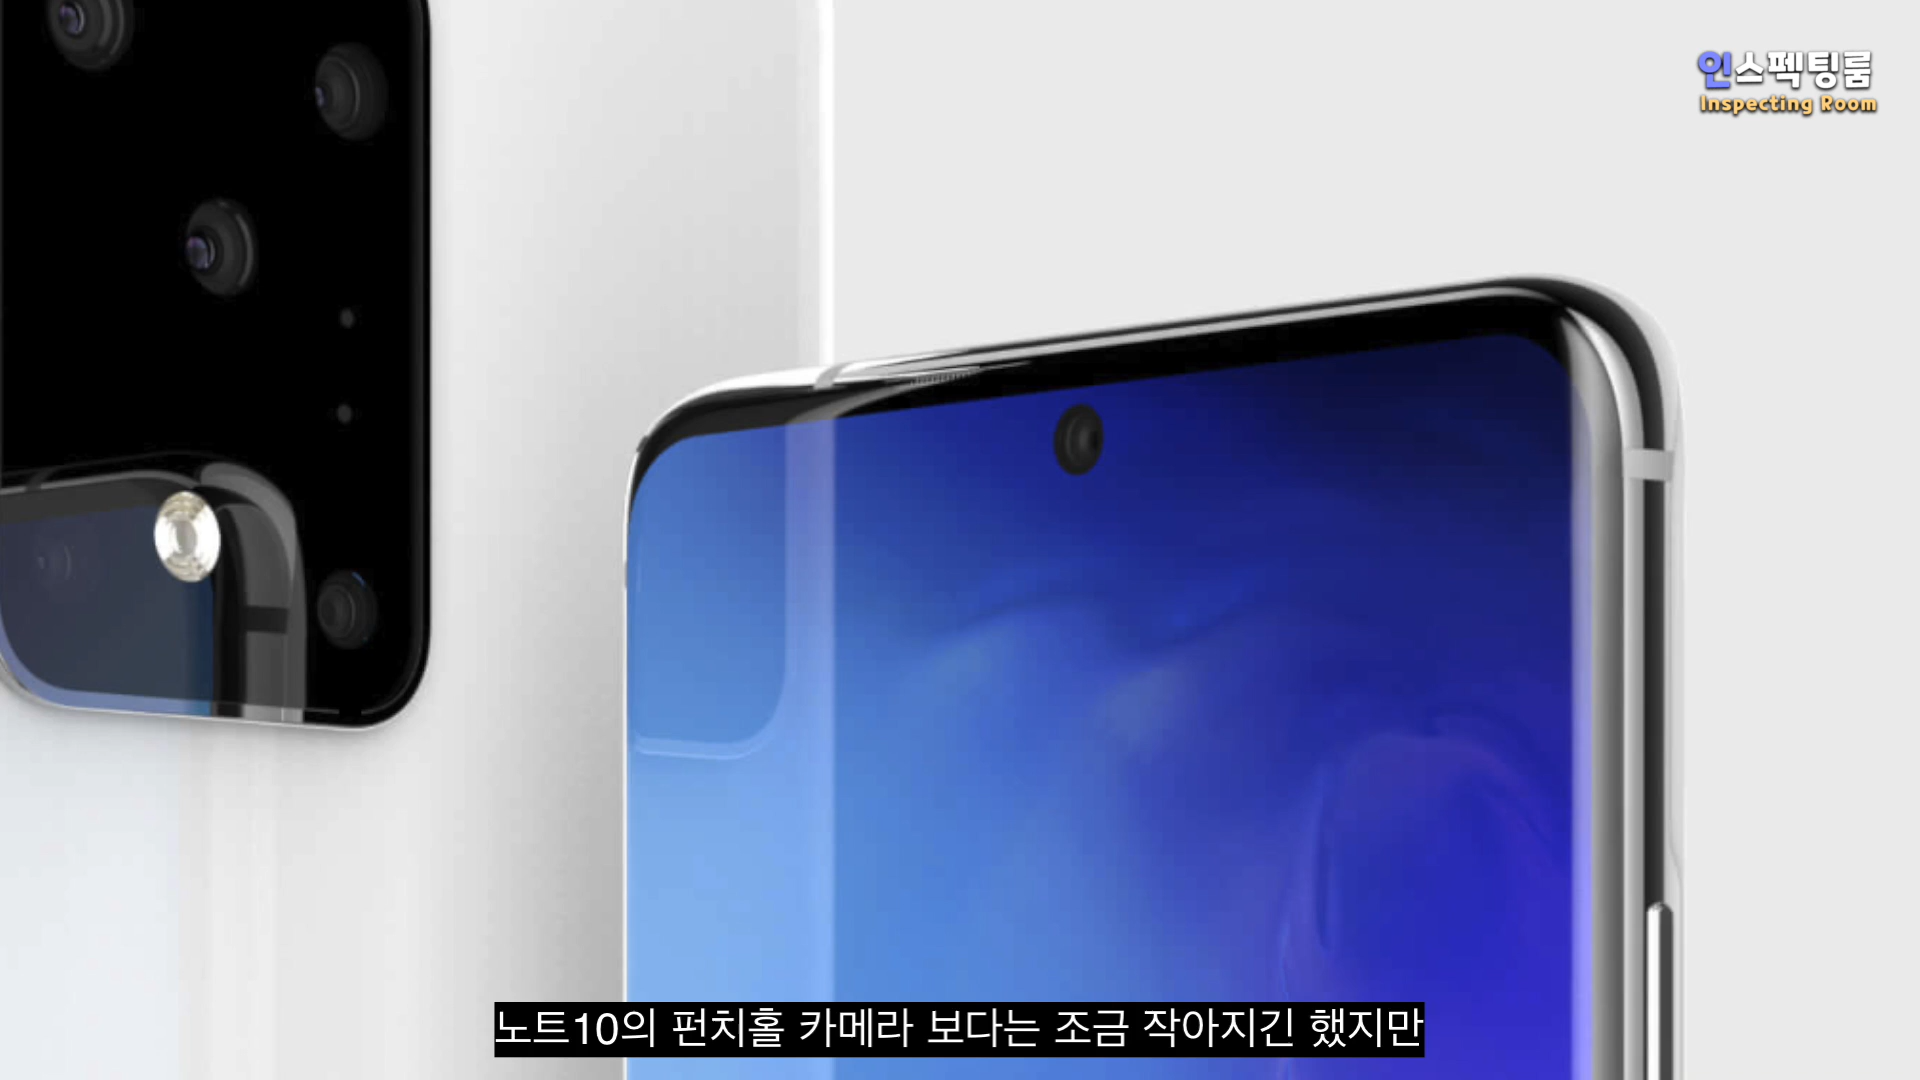 인스펙팅룸
Inspecting Room
노트10의 펀치홀 카메라 보다는 조금 작아지긴 했지만